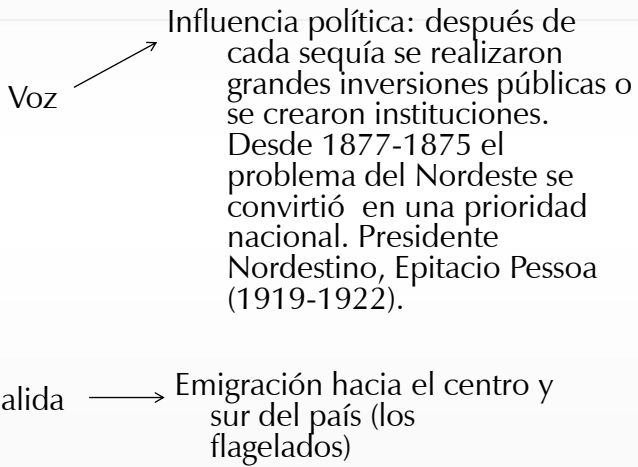 Influencia política: después de
cada sequía se realizaron
grandes inversiones públicas o
Voz
se crearon instituciones.
Desde 1877-1875 el
problema del Nordeste se
convirtió en una prioridad
nacional. Presidente
Nordestino, Epitacio Pessoa
(1919-1922).
alida
Emigración hacia el centro y
sur del país (los
flagelados)